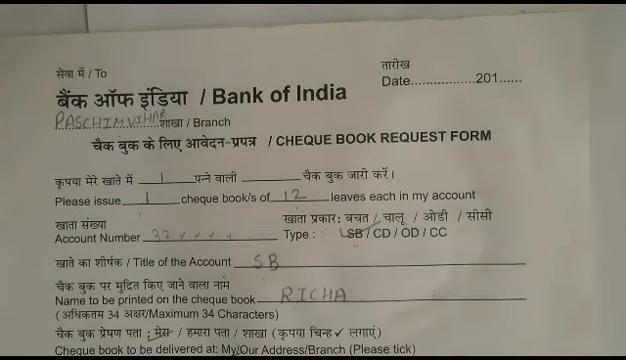 सेवा में / To
तारीख
Date................201......
बैंक ऑफ इंडिया / Bank of India
PASCHIM VIHAR शाखा / Branch
चैक बुक के लिए आवेदन-प्रपत्र / CHEQUE BOOK REQUEST FORM
कृपया मेरे खाते में 1 पन्ने वाली ________ चैक बुक जारी करें।
Please issue 1 cheque book/s of 12 leaves each in my account
खाता संख्या
खाता प्रकार: बचत / चालू / ओडी / सीसी
Account Number 32 x x x x
Type : SB / CD / OD / CC
खाते का शीर्षक / Title of the Account SB
चैक बुक पर मुद्रित किए जाने वाला नाम
Name to be printed on the cheque book RICHA
(अधिकतम 34 अक्षर/Maximum 34 Characters)
चैक बुक प्रेषण पता : मेरा / हमारा पता / शाखा (कृपया चिन्ह ✓ लगाएं)
Cheque book to be delivered at: My/Our Address/Branch (Please tick)